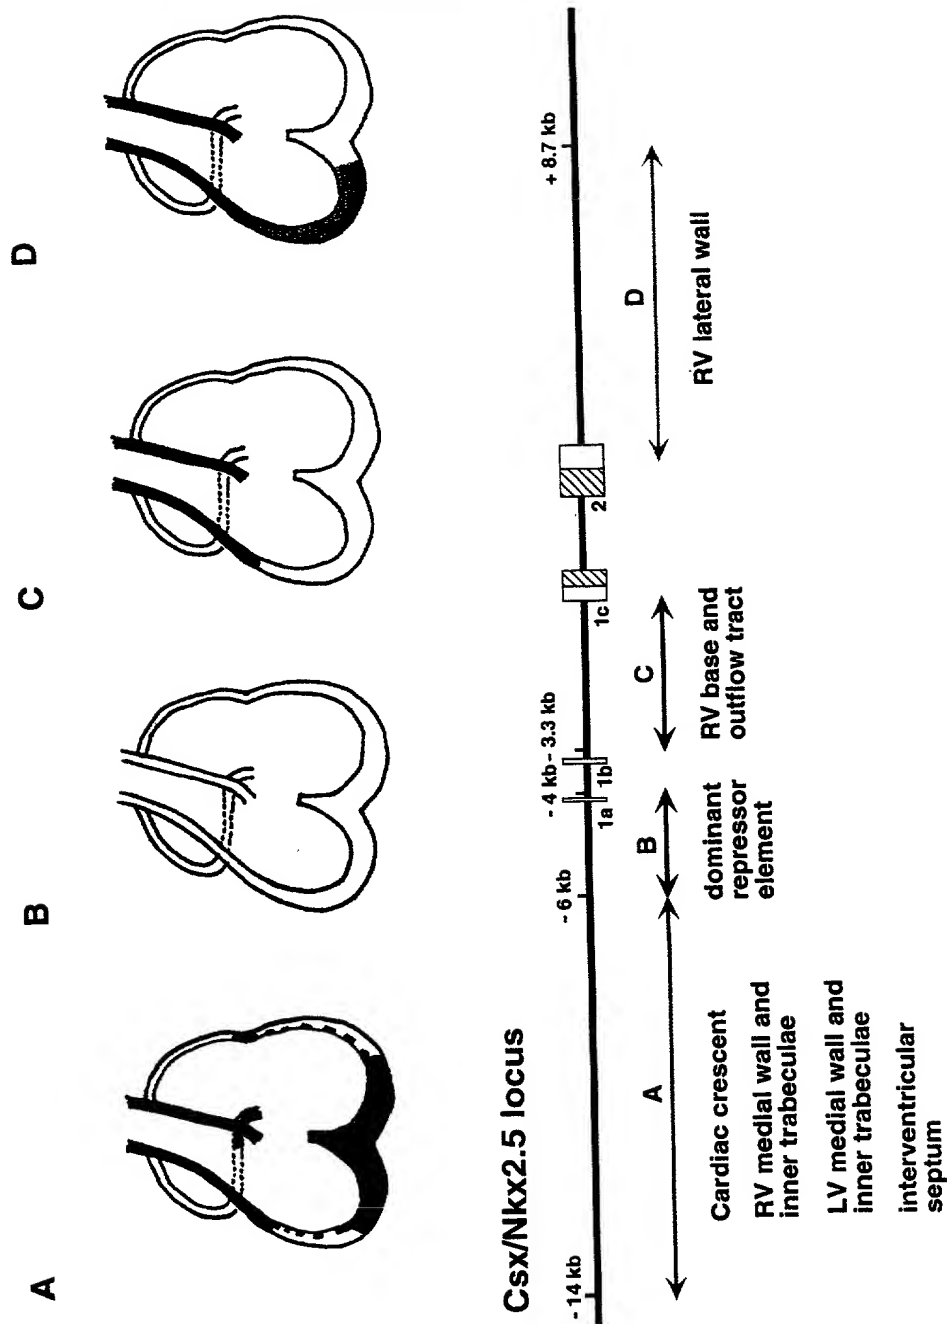 A
B
C
D
Csx/Nkx2.5 locus
- 14 kb
- 6 kb
- 4 kb
- 3.3 kb
+ 8.7 kb
1a
1b
1c
2
A
B
C
D
Cardiac crescent
RV medial wall and
inner trabeculae
LV medial wall and
inner trabeculae
interventricular
septum
dominant
repressor
element
RV base and
outflow tract
RV lateral wall